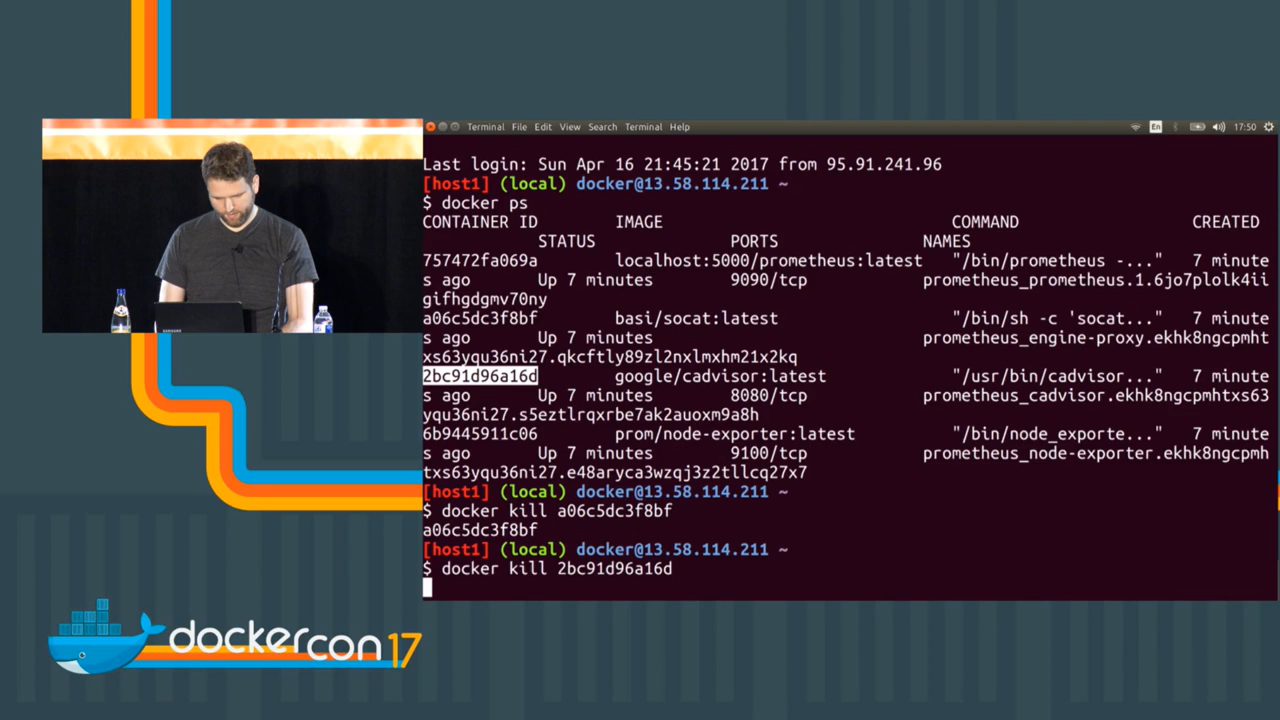 Terminal File Edit View Search Terminal Help En 17:50
Last login: Sun Apr 16 21:45:21 2017 from 95.91.241.96
[host1] (local) docker@13.58.114.211 ~
$ docker ps
CONTAINER ID IMAGE COMMAND CREATED
STATUS PORTS NAMES
757472fa069a localhost:5000/prometheus:latest "/bin/prometheus -..." 7 minute
s ago Up 7 minutes 9090/tcp prometheus_prometheus.1.6jo7plolk4ii
gifhgdgmv70ny
a06c5dc3f8bf basi/socat:latest "/bin/sh -c 'socat..." 7 minute
s ago Up 7 minutes prometheus_engine-proxy.ekhk8ngcpmht
xs63yqu36ni27.qkcftly89zl2nxlmxhm21x2kq
2bc91d96a16d google/cadvisor:latest "/usr/bin/cadvisor..." 7 minute
s ago Up 7 minutes 8080/tcp prometheus_cadvisor.ekhk8ngcpmhtxs63
yqu36ni27.s5eztlrqxrbe7ak2auoxm9a8h
6b9445911c06 prom/node-exporter:latest "/bin/node_exporte..." 7 minute
s ago Up 7 minutes 9100/tcp prometheus_node-exporter.ekhk8ngcpmh
txs63yqu36ni27.e48aryca3wzqj3z2tllcq27x7
[host1] (local) docker@13.58.114.211 ~
$ docker kill a06c5dc3f8bf
a06c5dc3f8bf
[host1] (local) docker@13.58.114.211 ~
$ docker kill 2bc91d96a16d
dockercon 17